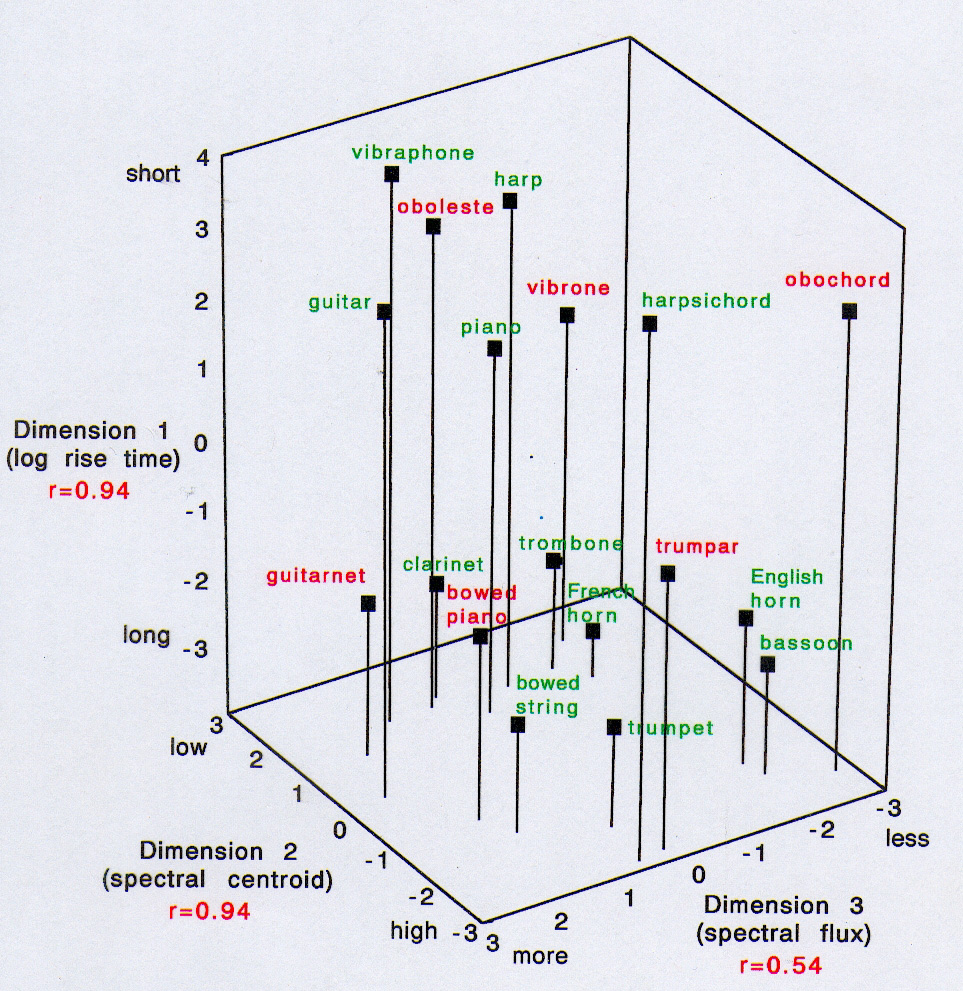 4
vibraphone
short
harp
oboleste
3
obochord
vibrone
guitar
2
harpsichord
piano
1
Dimension 1
0
(log rise time)
r=0.94
-1
trombone
trumpar
clarinet
guitarnet
English
horn
-2
bowed
piano
French
horn
long
-3
bassoon
bowed
string
3
trumpet
low
2
1
-3
0
-2
less
Dimension 2
-1
-1
(spectral centroid)
0
-2
1
r=0.94
Dimension 3
2
high -3
3
(spectral flux)
more
r=0.54